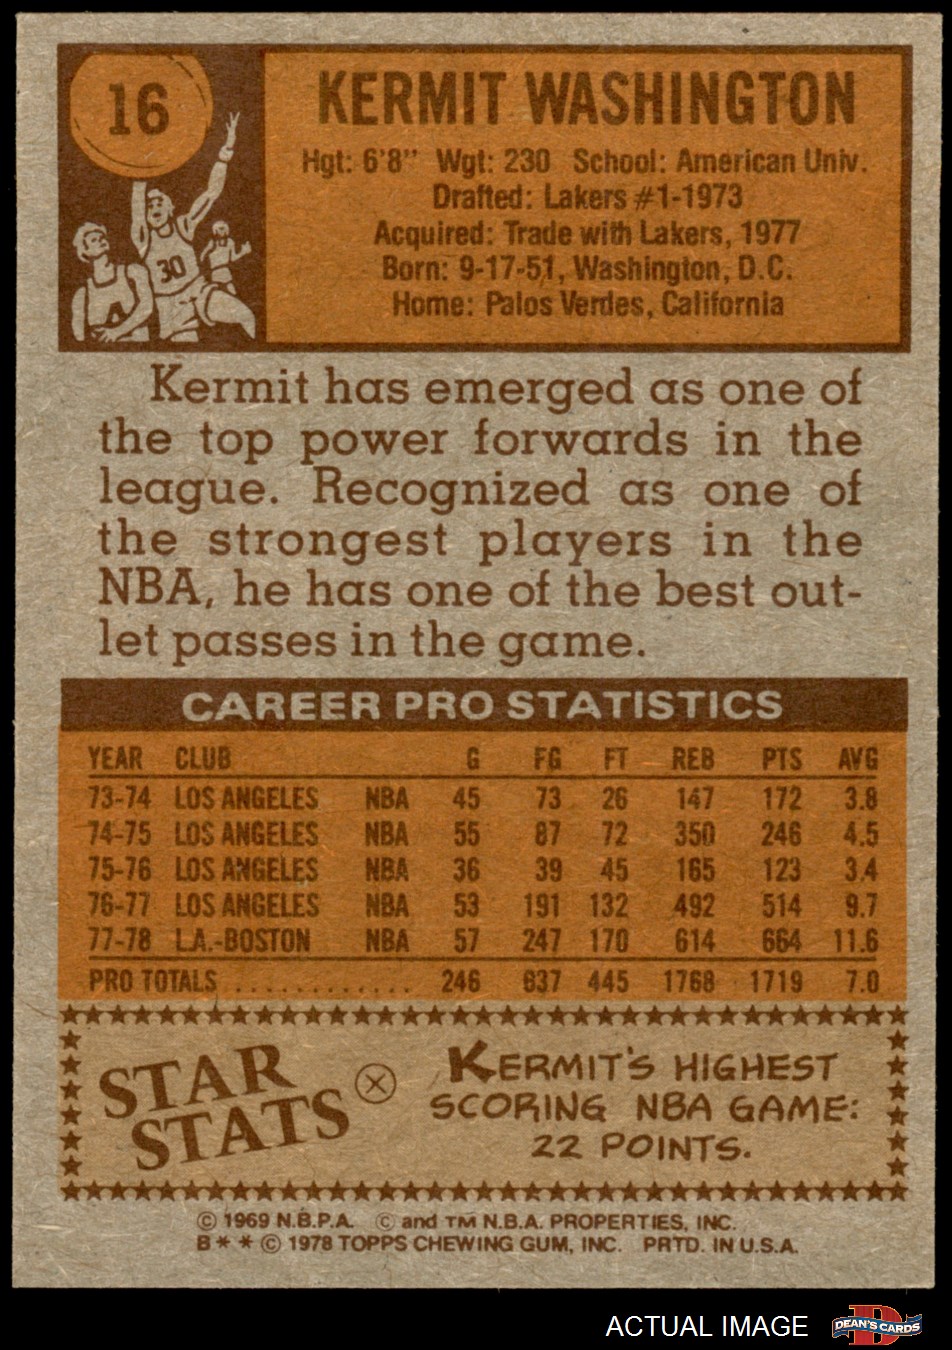 16
KERMIT WASHINGTON
Hgt: 6'8" Wgt: 230 School: American Univ.
Drafted: Lakers #1-1973
Acquired: Trade with Lakers, 1977
Born: 9-17-51, Washington, D.C.
Home: Palos Verdes, California
30
A
Kermit has emerged as one of
the top power forwards in the
league. Recognized as one of
the strongest players in the
NBA, he has one of the best out-
let passes in the game.
CAREER PRO STATISTICS
YEAR CLUB G FG FT REB PTS AVG
73-74 LOS ANGELES NBA 45 73 26 147 172 3.8
74-75 LOS ANGELES NBA 55 87 72 350 246 4.5
75-76 LOS ANGELES NBA 36 39 45 165 123 3.4
76-77 LOS ANGELES NBA 53 191 132 492 514 9.7
77-78 L.A.-BOSTON NBA 57 247 170 614 664 11.6
PRO TOTALS ............ 246 637 445 1768 1719 7.0
STAR
STATS
KERMIT'S HIGHEST
SCORING NBA GAME:
22 POINTS.
© 1969 N.B.P.A. © and TM N.B.A. PROPERTIES, INC.
B** © 1978 TOPPS CHEWING GUM, INC. PRTD. IN U.S.A.
ACTUAL IMAGE
D
DEAN'S CARDS